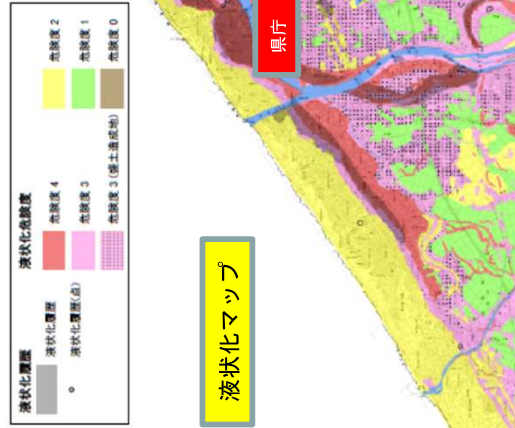 液状化履歴
液状化履歴
液状化履歴(点)
液状化危険度
危険度 4
危険度 3
危険度 3 (盛土造成地)
危険度 2
危険度 1
危険度 0
液状化マップ
県庁